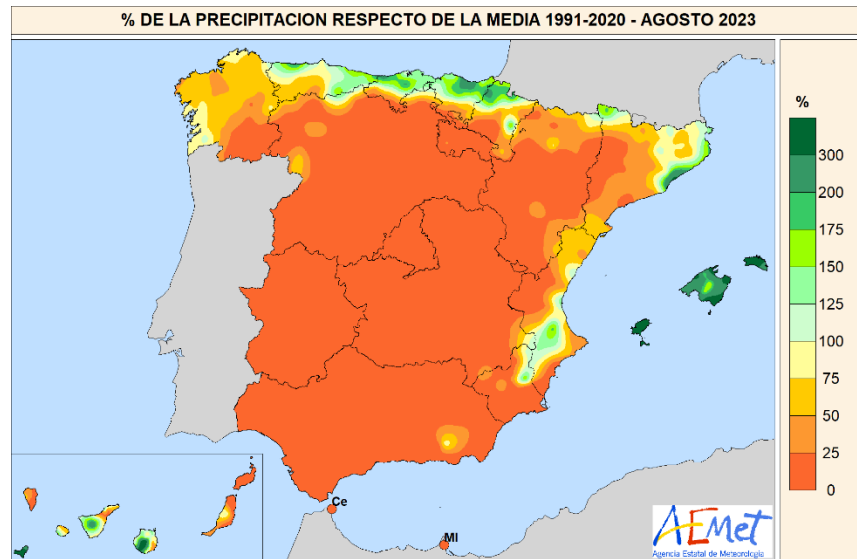 % DE LA PRECIPITACION RESPECTO DE LA MEDIA 1991-2020 - AGOSTO 2023
%
300
200
175
150
125
100
75
50
25
0
Ce
Ml
AEmet
Agencia Estatal de Meteorología